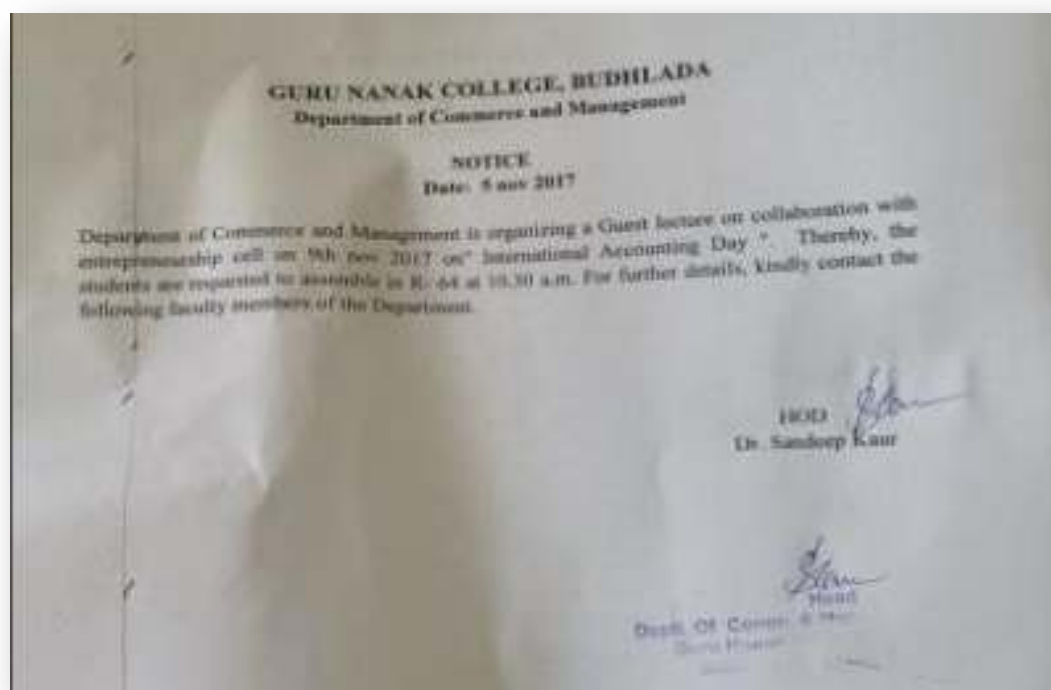 GURU NANAK COLLEGE, BUDHLADA
Department of Commerce and Management
NOTICE
Date: 5 nov 2017
Department of Commerce and Management is organizing a Guest lecture on collaboration with
entrepreneurship cell on 9th nov 2017 on" International Accounting Day " Thereby, the
students are requested to assemble in R- 64 at 10.30 a.m. For further details, kindly contact the
following faculty members of the Department.
HOD
Dr. Sandeep Kaur
Head
Deptt. Of Comm. &
Guru